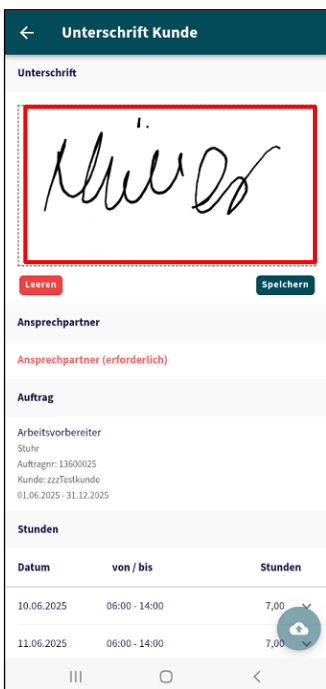 Unterschrift Kunde
Unterschrift
Leeren
Speichern
Ansprechpartner
Ansprechpartner (erforderlich)
Auftrag
Arbeitsvorbereiter
Stuhr
Auftragnr: 13600025
Kunde: zzzTestkunde
01.06.2025 - 31.12.2025
Stunden
Datum von / bis Stunden
10.06.2025 06:00 - 14:00 7,00
11.06.2025 06:00 - 14:00 7,00